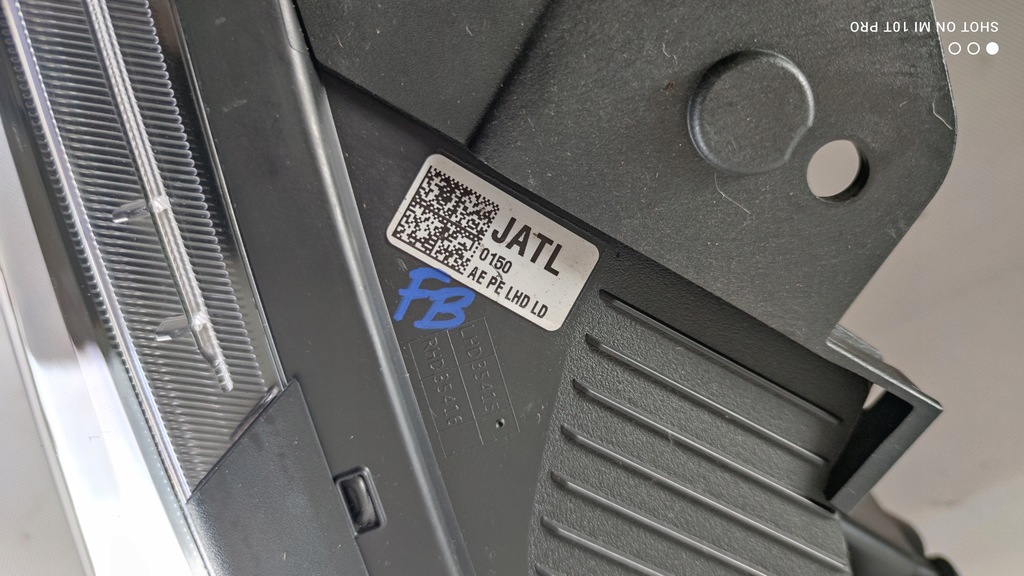 SHOT ON MI 10T PRO
JATL
0150
AE PE LHD LD
FB